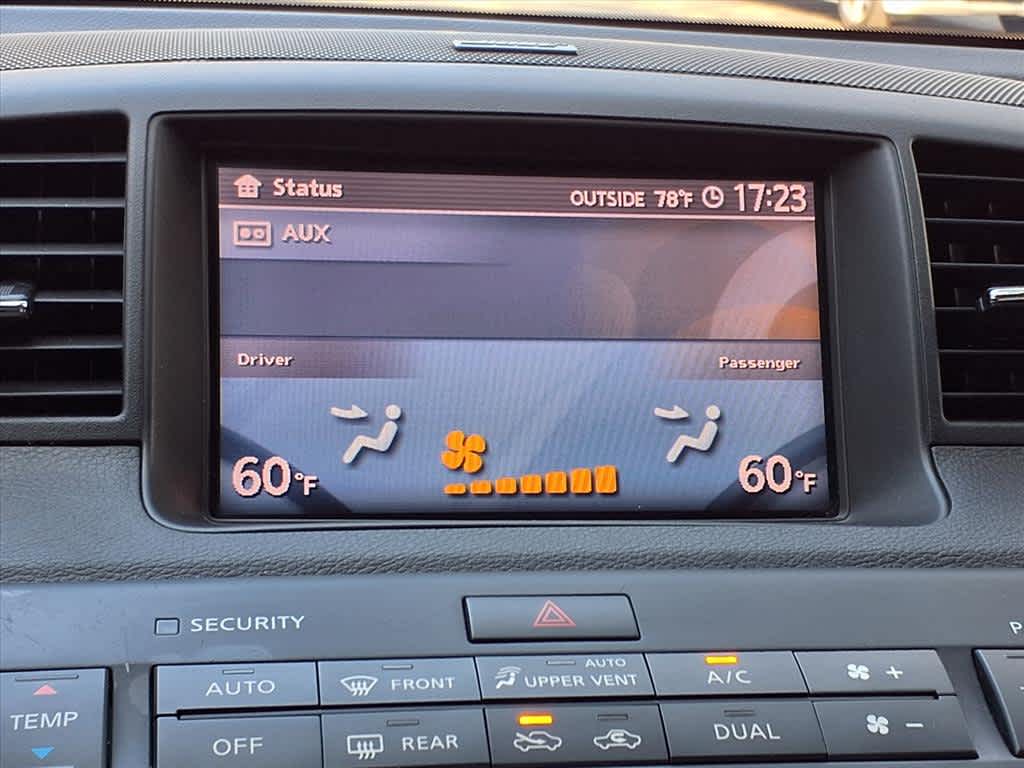 Status OUTSIDE 78°F 17:23
AUX
Driver Passenger
60°F 60°F
SECURITY
P
TEMP AUTO FRONT AUTO UPPER VENT A/C +
OFF REAR DUAL −